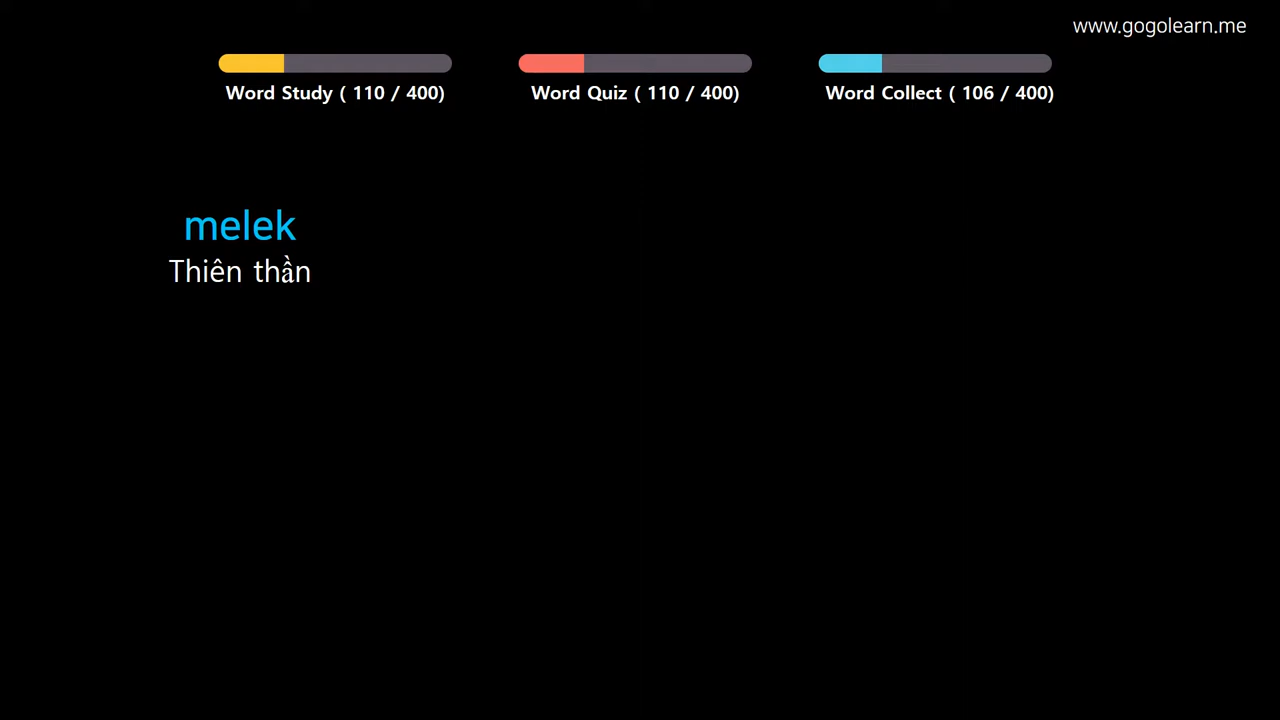 www.gogolearn.me
Word Study ( 110 / 400)
Word Quiz ( 110 / 400)
Word Collect ( 106 / 400)
melek
Thiên thần